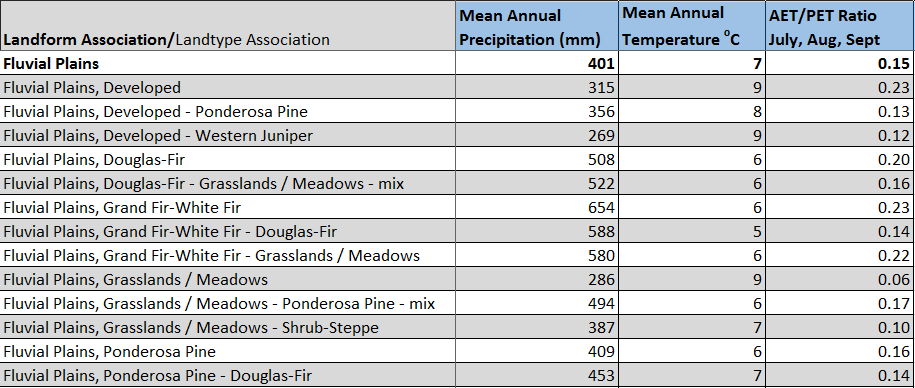 Landform Association/Landtype Association Mean Annual Precipitation (mm) Mean Annual Temperature ⁰C AET/PET Ratio July, Aug, Sept
Fluvial Plains 401 7 0.15
Fluvial Plains, Developed 315 9 0.23
Fluvial Plains, Developed - Ponderosa Pine 356 8 0.13
Fluvial Plains, Developed - Western Juniper 269 9 0.12
Fluvial Plains, Douglas-Fir 508 6 0.20
Fluvial Plains, Douglas-Fir - Grasslands / Meadows - mix 522 6 0.16
Fluvial Plains, Grand Fir-White Fir 654 6 0.23
Fluvial Plains, Grand Fir-White Fir - Douglas-Fir 588 5 0.14
Fluvial Plains, Grand Fir-White Fir - Grasslands / Meadows 580 6 0.22
Fluvial Plains, Grasslands / Meadows 286 9 0.06
Fluvial Plains, Grasslands / Meadows - Ponderosa Pine - mix 494 6 0.17
Fluvial Plains, Grasslands / Meadows - Shrub-Steppe 387 7 0.10
Fluvial Plains, Ponderosa Pine 409 6 0.16
Fluvial Plains, Ponderosa Pine - Douglas-Fir 453 7 0.14